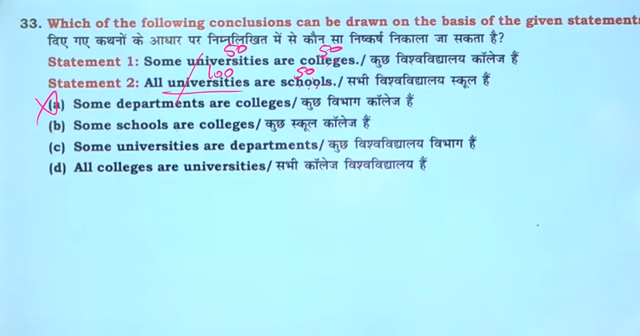 33. Which of the following conclusions can be drawn on the basis of the given statement
दिए गए कथनों के आधार पर निम्नलिखित में से कौन सा निष्कर्ष निकाला जा सकता है?
50 50
Statement 1: Some universities are colleges./ कुछ विश्वविद्यालय कॉलेज हैं
100 50
Statement 2: All universities are schools./ सभी विश्वविद्यालय स्कूल हैं
(a) Some departments are colleges/ कुछ विभाग कॉलेज हैं
(b) Some schools are colleges/ कुछ स्कूल कॉलेज हैं
(c) Some universities are departments/ कुछ विश्वविद्यालय विभाग हैं
(d) All colleges are universities/ सभी कॉलेज विश्वविद्यालय हैं